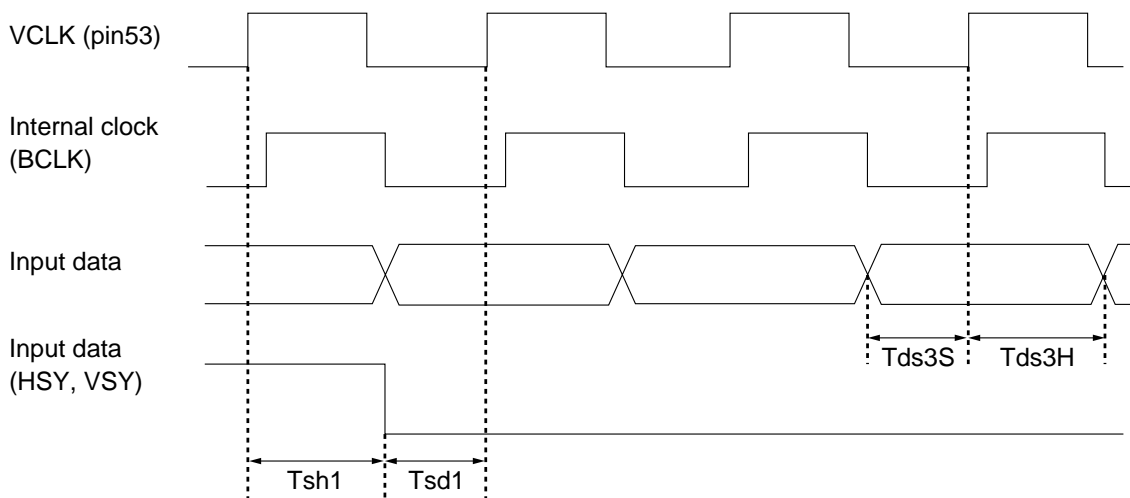 VCLK (pin53)
Internal clock
(BCLK)
Input data
Tds3S
Tds3H
Input data
(HSY, VSY)
Tsh1
Tsd1